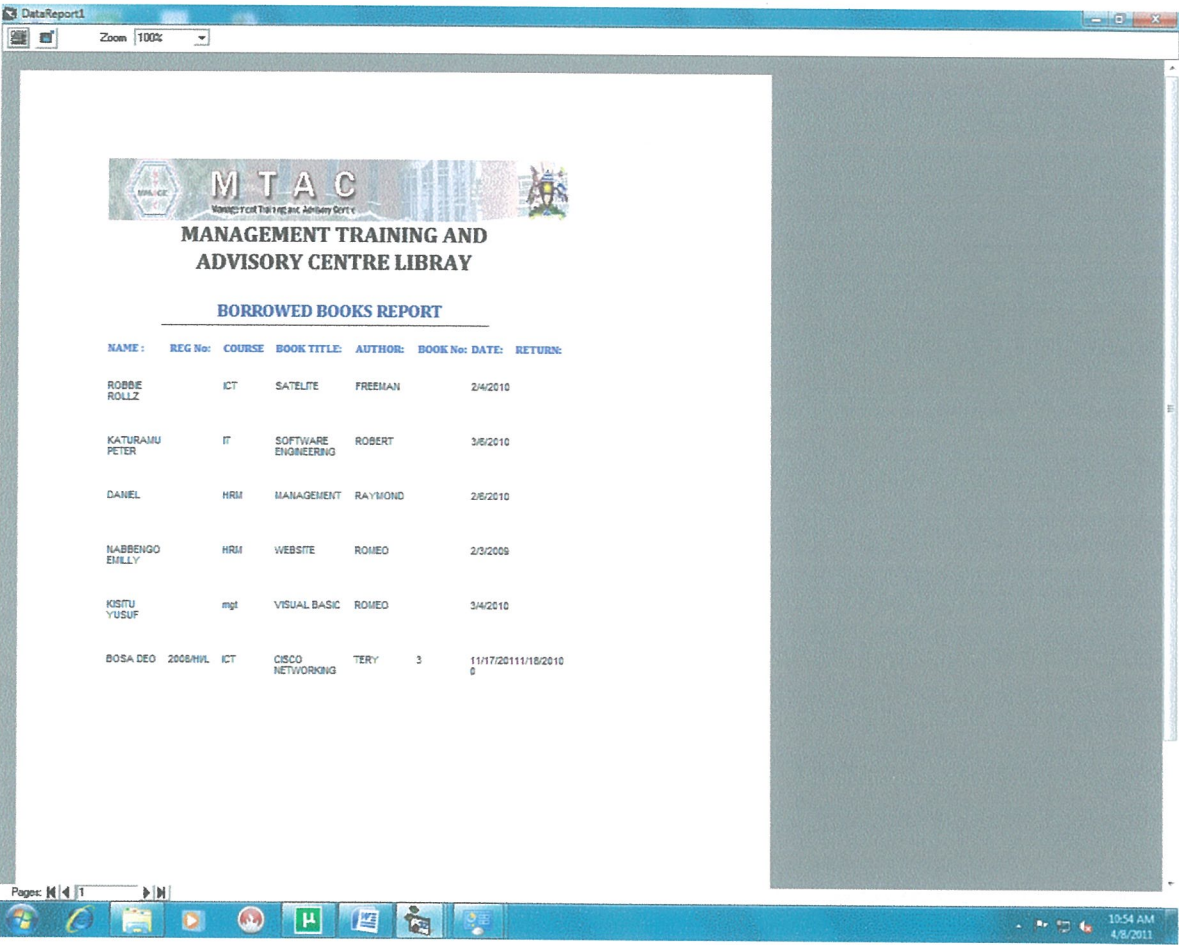 DataReport1
Zoom 100%
M T A C
Management Training and Advisory Centre
MANAGEMENT TRAINING AND
ADVISORY CENTRE LIBRAY
BORROWED BOOKS REPORT
NAME : REG No: COURSE BOOK TITLE: AUTHOR: BOOK No: DATE: RETURN:
ROBBIE ICT SATELITE FREEMAN 2/4/2010
ROLLZ
KATURAMU IT SOFTWARE ROBERT 3/6/2010
PETER ENGINEERING
DANIEL HRM MANAGEMENT RAYMOND 2/6/2010
NABBENGO HRM WEBSITE ROMEO 2/3/2009
EMILLY
KISITU mgt VISUAL BASIC ROMEO 3/4/2010
YUSUF
BOSA DEO ICT CISCO TERY 3 11/17/20111/18/2010
NETWORKING 0
Pages: 1
10:54 AM
4/8/2011